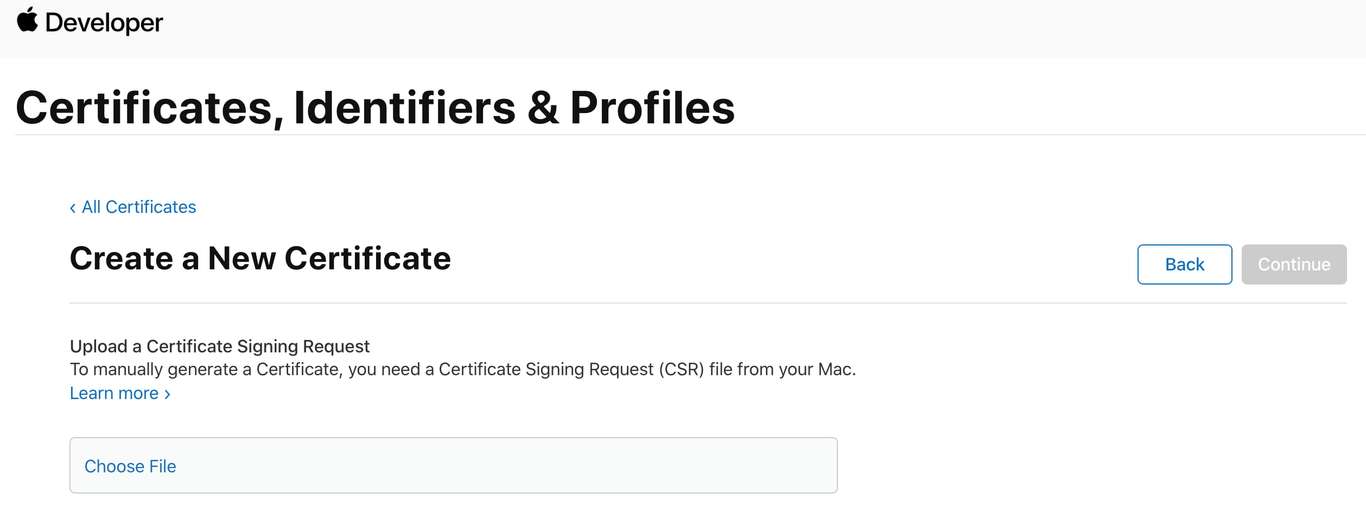 Developer
Certificates, Identifiers & Profiles
‹ All Certificates
Create a New Certificate
Back
Continue
Upload a Certificate Signing Request
To manually generate a Certificate, you need a Certificate Signing Request (CSR) file from your Mac.
Learn more ›
Choose File